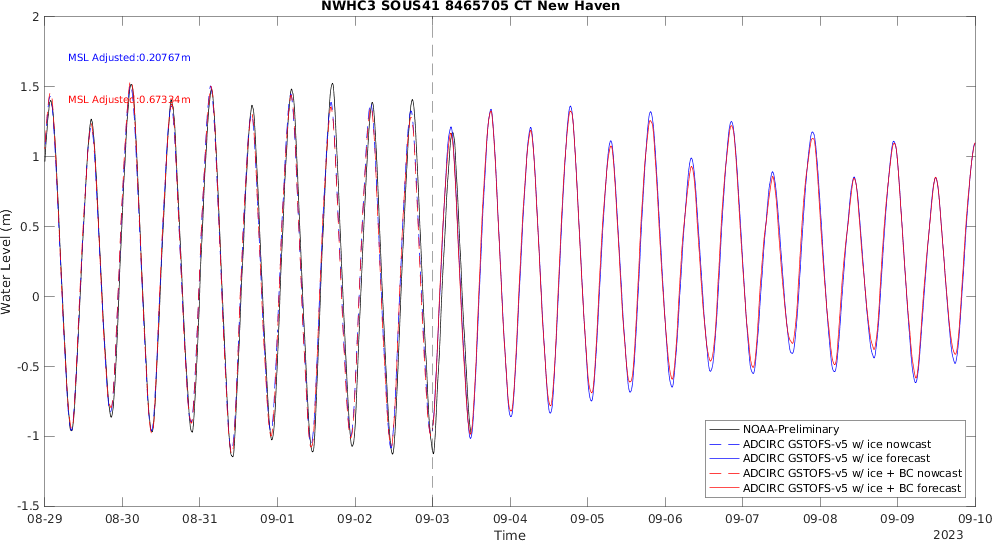 NWHC3 SOUS41 8465705 CT New Haven
2
MSL Adjusted:0.20767m
1.5
MSL Adjusted:0.67334m
1
0.5
Water Level (m)
0
-0.5
-1
-1.5
NOAA-Preliminary
ADCIRC GSTOFS-v5 w/ ice nowcast
ADCIRC GSTOFS-v5 w/ ice forecast
ADCIRC GSTOFS-v5 w/ ice + BC nowcast
ADCIRC GSTOFS-v5 w/ ice + BC forecast
08-29 08-30 08-31 09-01 09-02 09-03 09-04 09-05 09-06 09-07 09-08 09-09 09-10
Time
2023